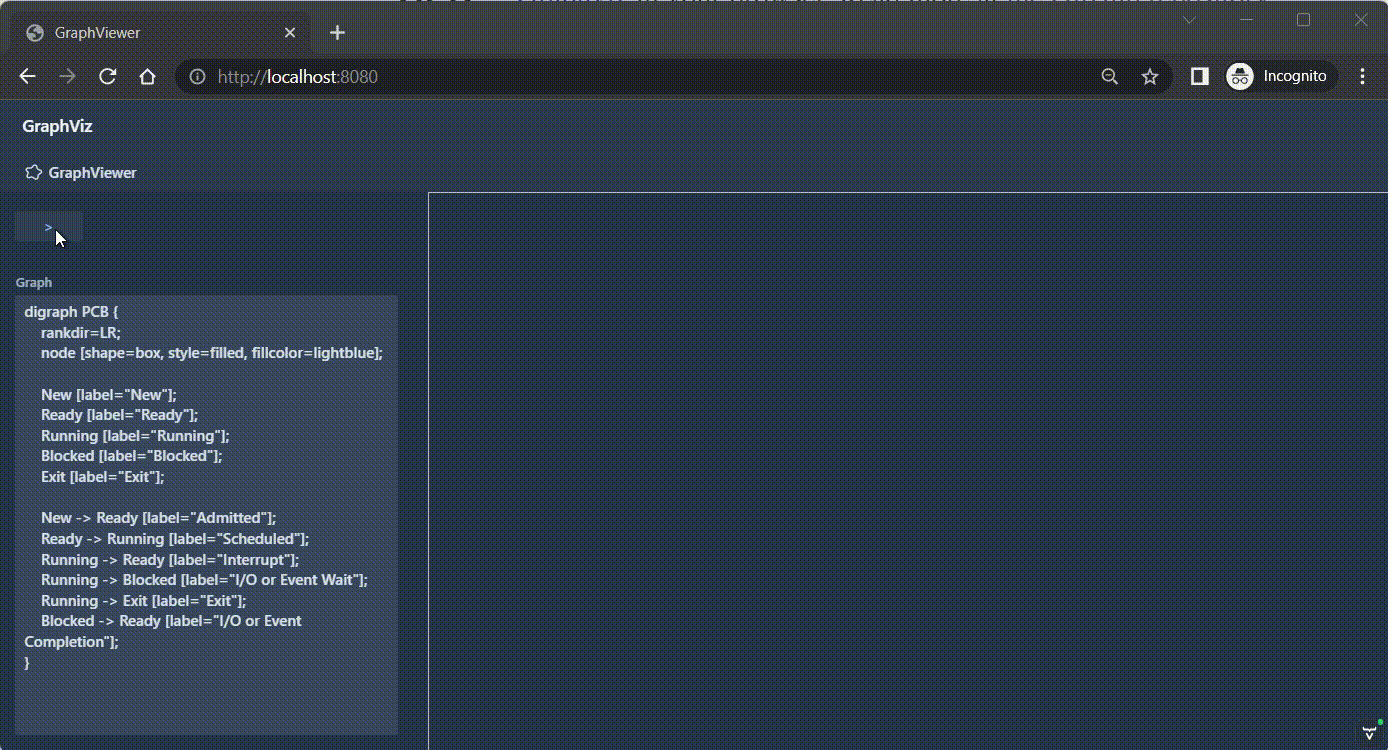 GraphViewer
http://localhost:8080
Incognito
GraphViz
GraphViewer
>
Graph
digraph PCB {
rankdir=LR;
node [shape=box, style=filled, fillcolor=lightblue];
New [label="New"];
Ready [label="Ready"];
Running [label="Running"];
Blocked [label="Blocked"];
Exit [label="Exit"];
New -> Ready [label="Admitted"];
Ready -> Running [label="Scheduled"];
Running -> Ready [label="Interrupt"];
Running -> Blocked [label="I/O or Event Wait"];
Running -> Exit [label="Exit"];
Blocked -> Ready [label="I/O or Event
Completion"];
}